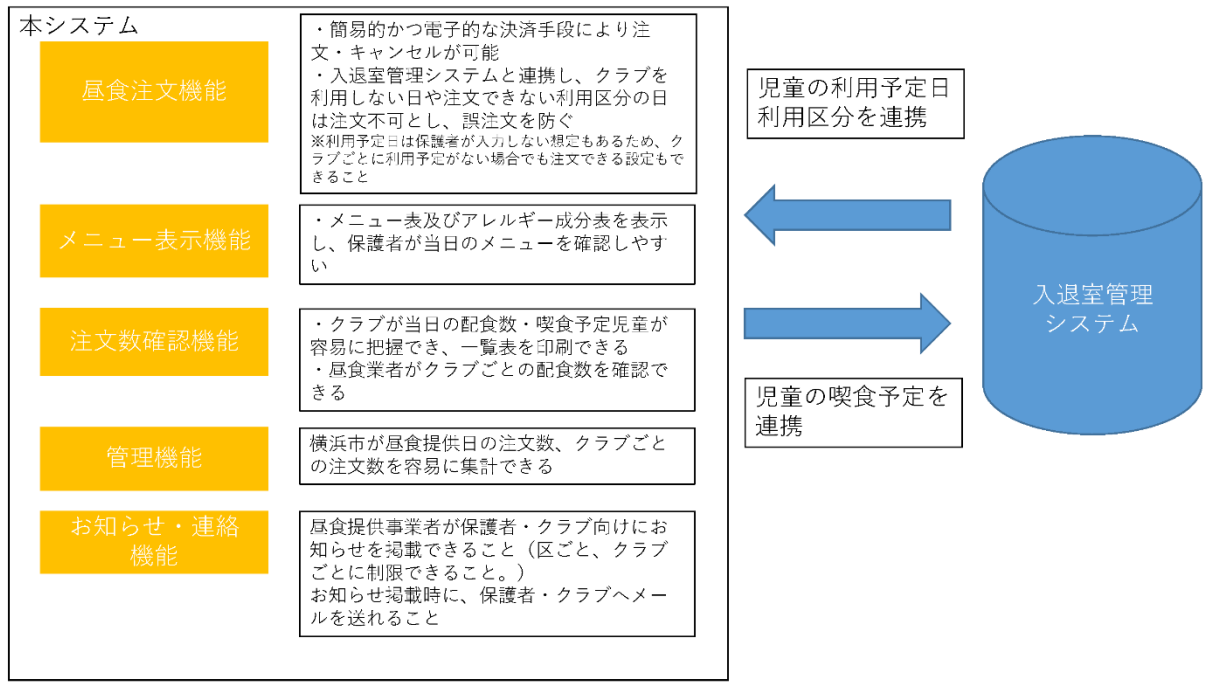 本システム
昼食注文機能
・簡易的かつ電子的な決済手段により注
文・キャンセルが可能
・入退室管理システムと連携し、クラブを
利用しない日や注文できない利用区分の日
は注文不可とし、誤注文を防ぐ
※利用予定日は保護者が入力しない想定もあるため、ク
ラブごとに利用予定がない場合でも注文できる設定もで
きること
メニュー表示機能
・メニュー表及びアレルギー成分表を表示
し、保護者が当日のメニューを確認しやす
い
注文数確認機能
・クラブが当日の配食数・喫食予定児童が
容易に把握でき、一覧表を印刷できる
・昼食業者がクラブごとの配食数を確認で
きる
管理機能
横浜市が昼食提供日の注文数、クラブごと
の注文数を容易に集計できる
お知らせ・連絡
機能
昼食提供事業者が保護者・クラブ向けにお
知らせを掲載できること（区ごと、クラブ
ごとに制限できること。）
お知らせ掲載時に、保護者・クラブへメー
ルを送れること
児童の利用予定日
利用区分を連携
児童の喫食予定を
連携
入退室管理
システム